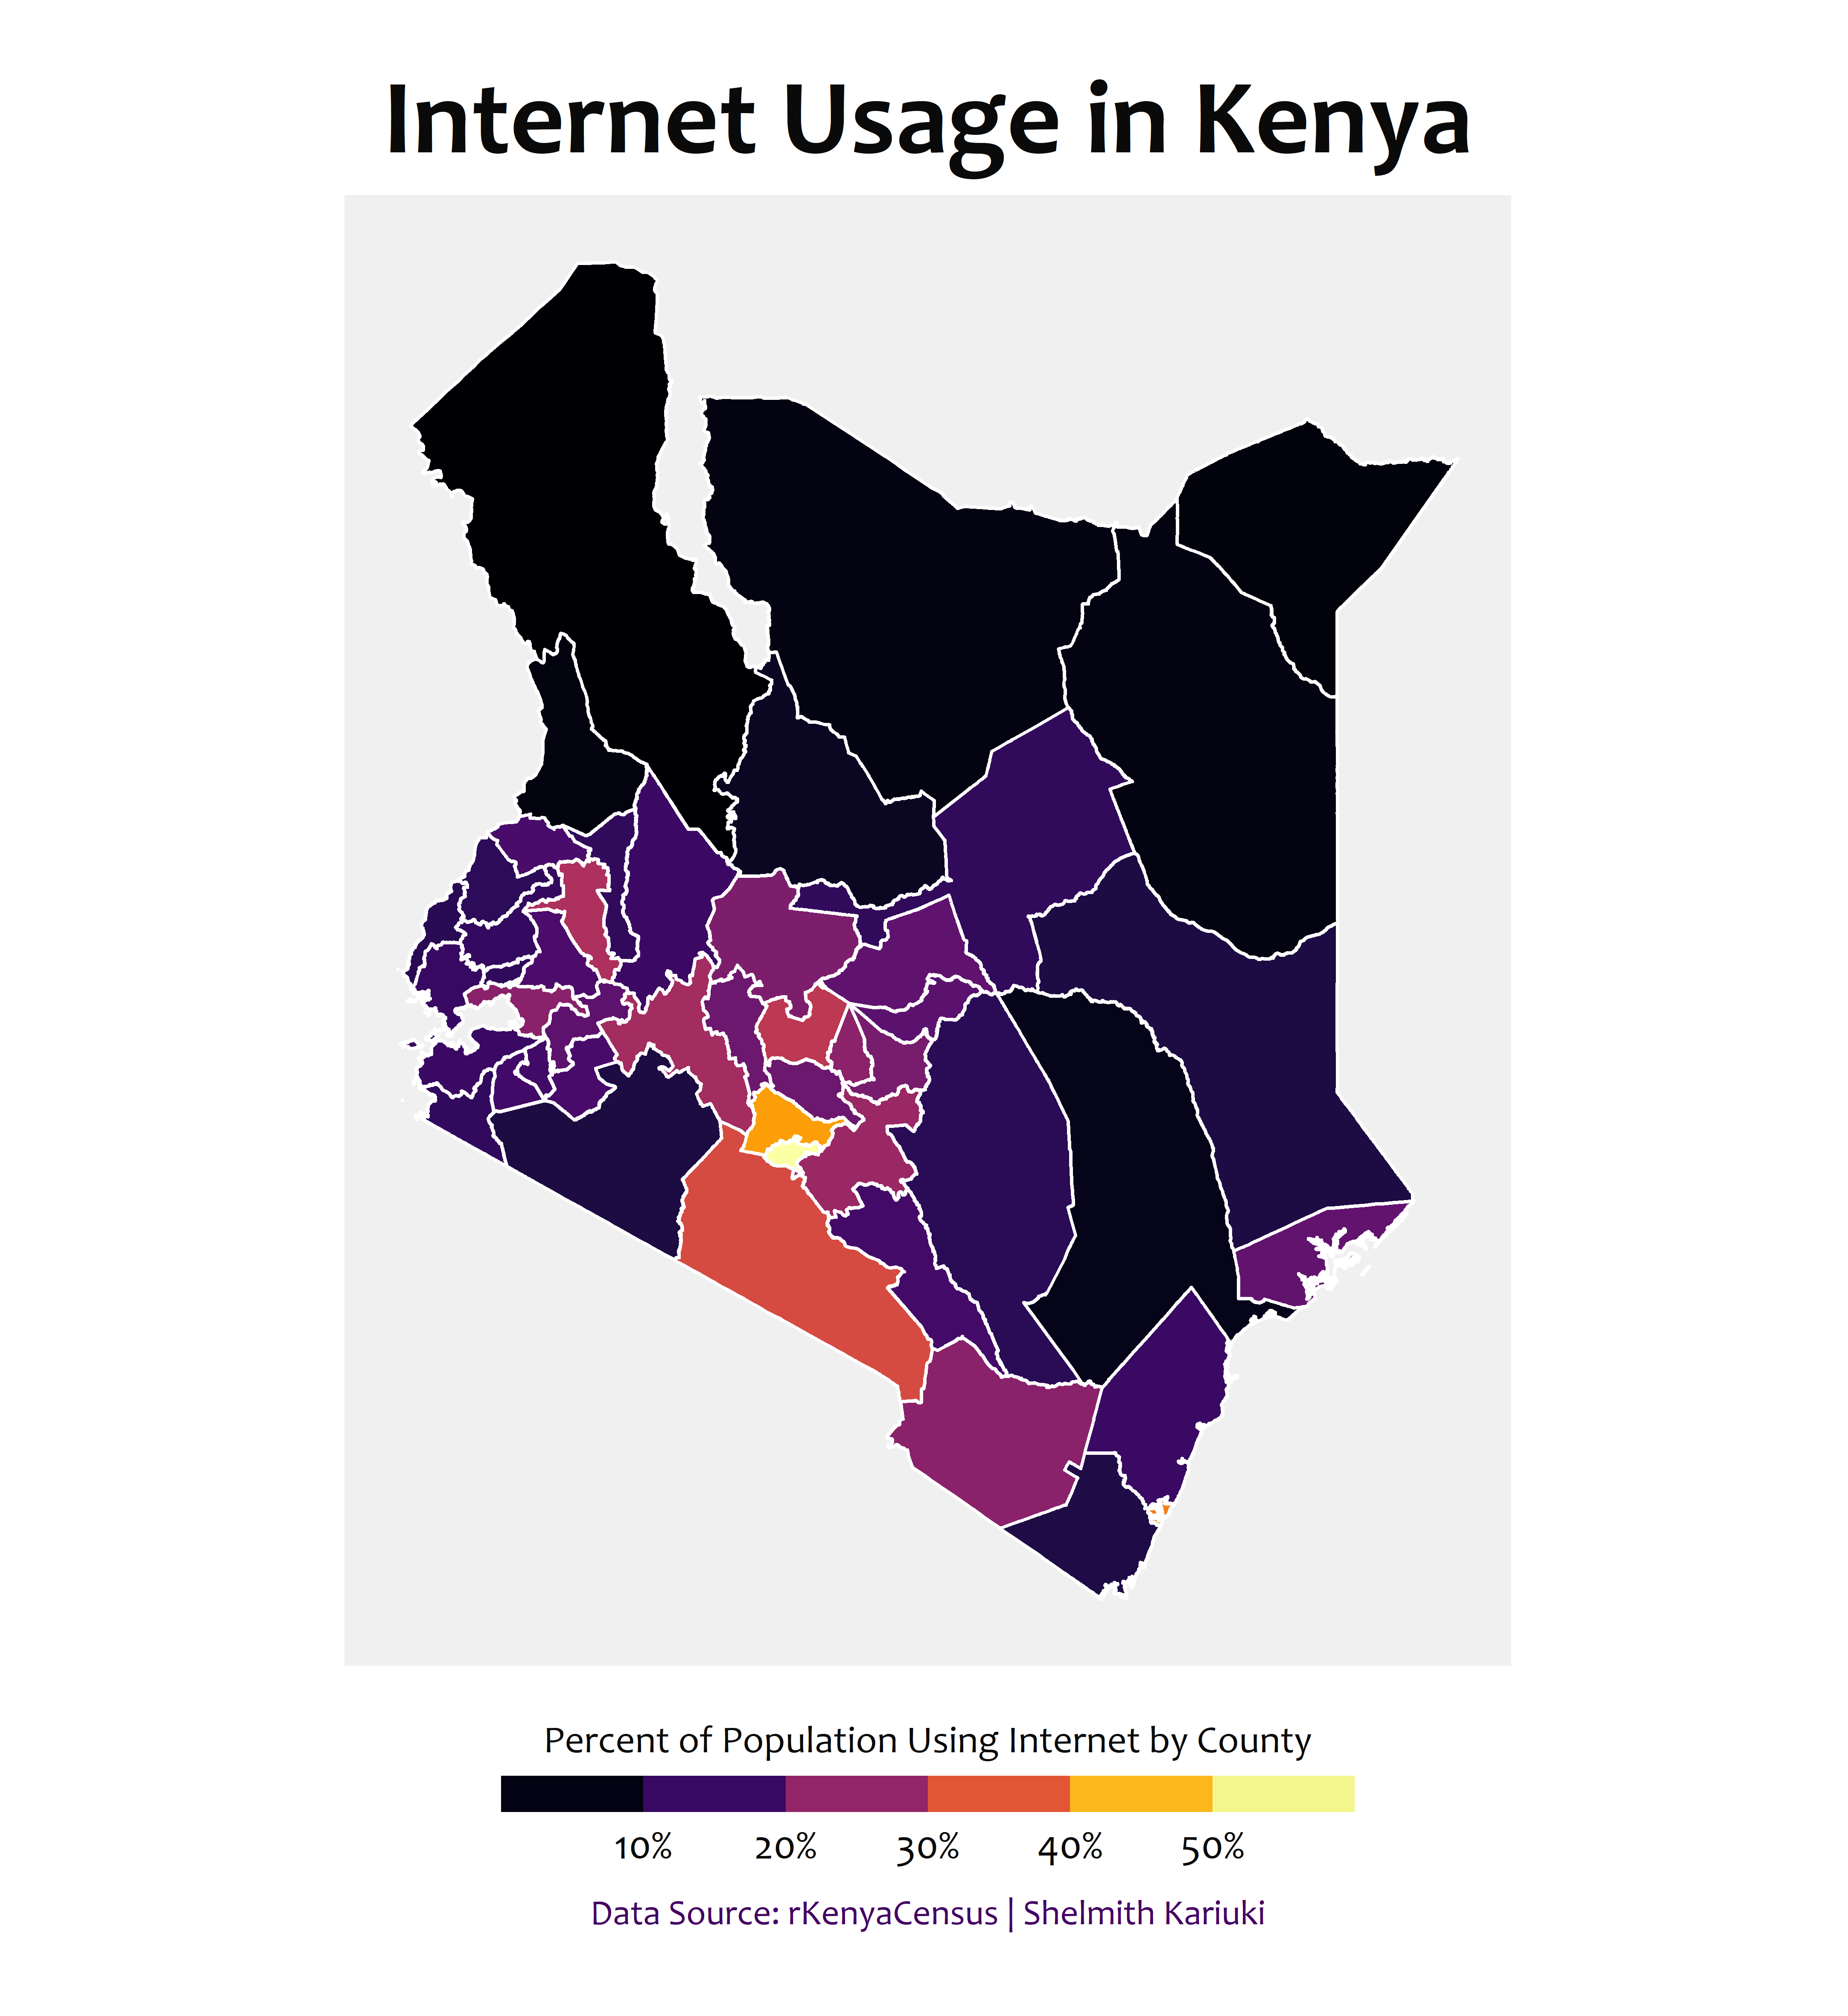 Internet Usage in Kenya
Percent of Population Using Internet by County
10% 20% 30% 40% 50%
Data Source: rKenyaCensus | Shelmith Kariuki